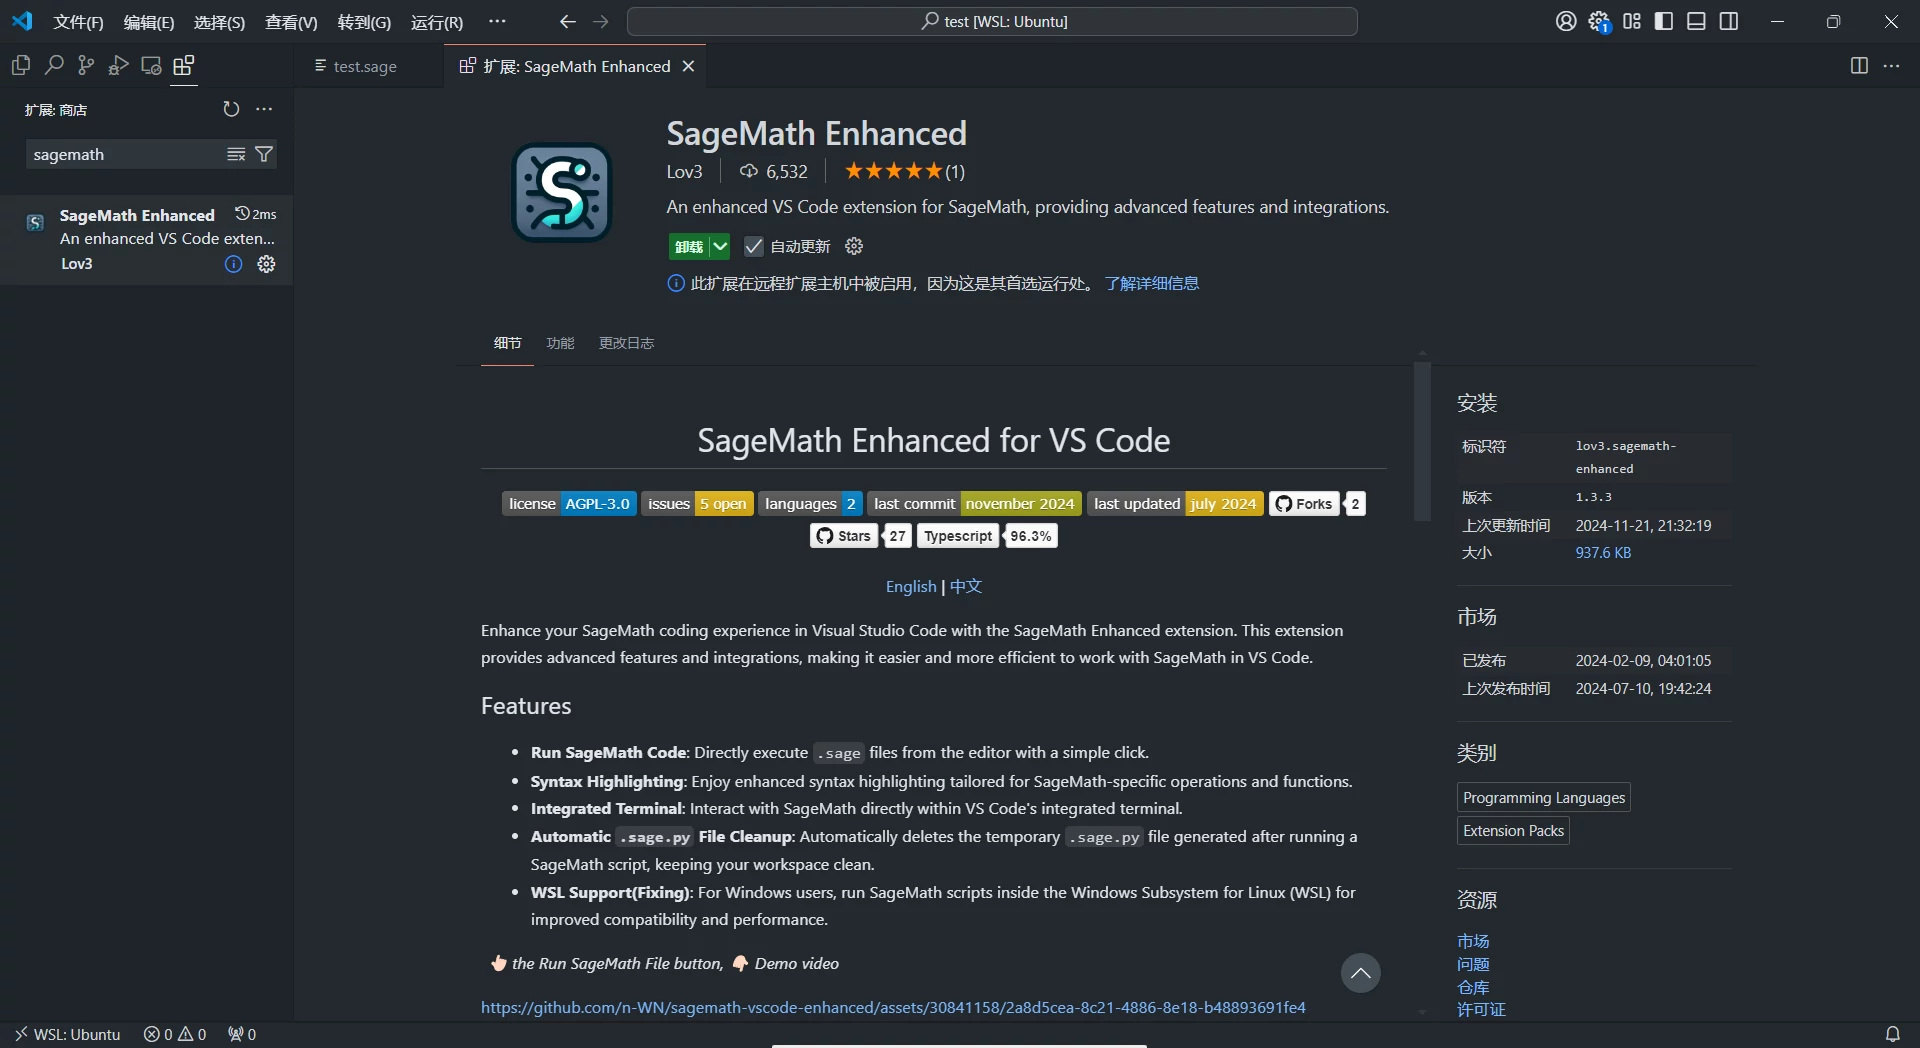 文件(F) 编辑(E) 选择(S) 查看(V) 转到(G) 运行(R) ··· test [WSL: Ubuntu] 1
test.sage 扩展: SageMath Enhanced
扩展: 商店
sagemath
SageMath Enhanced 2ms
An enhanced VS Code exten...
Lov3
SageMath Enhanced
Lov3 6,532 (1)
An enhanced VS Code extension for SageMath, providing advanced features and integrations.
卸载 自动更新
此扩展在远程扩展主机中被启用，因为这是其首选运行处。 了解详细信息
细节 功能 更改日志
SageMath Enhanced for VS Code
license AGPL-3.0 issues 5 open languages 2 last commit november 2024 last updated july 2024 Forks 2
Stars 27 Typescript 96.3%
English | 中文
Enhance your SageMath coding experience in Visual Studio Code with the SageMath Enhanced extension. This extension
provides advanced features and integrations, making it easier and more efficient to work with SageMath in VS Code.
Features
• Run SageMath Code: Directly execute .sage files from the editor with a simple click.
• Syntax Highlighting: Enjoy enhanced syntax highlighting tailored for SageMath-specific operations and functions.
• Integrated Terminal: Interact with SageMath directly within VS Code's integrated terminal.
• Automatic .sage.py File Cleanup: Automatically deletes the temporary .sage.py file generated after running a
SageMath script, keeping your workspace clean.
• WSL Support(Fixing): For Windows users, run SageMath scripts inside the Windows Subsystem for Linux (WSL) for
improved compatibility and performance.
👆 the Run SageMath File button, 👇 Demo video
https://github.com/n-WN/sagemath-vscode-enhanced/assets/30841158/2a8d5cea-8c21-4886-8e18-b48893691fe4
安装
标识符 lov3.sagemath-
enhanced
版本 1.3.3
上次更新时间 2024-11-21, 21:32:19
大小 937.6 KB
市场
已发布 2024-02-09, 04:01:05
上次发布时间 2024-07-10, 19:42:24
类别
Programming Languages
Extension Packs
资源
市场
问题
仓库
许可证
WSL: Ubuntu 0 0 0